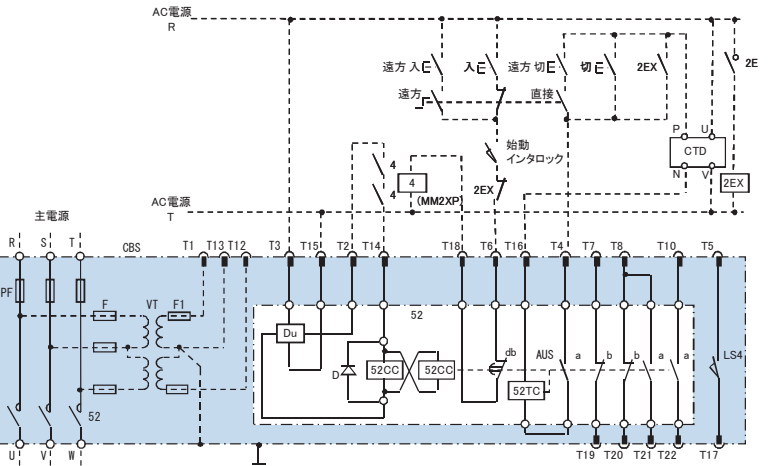 AC電源
R
遠方 入
入
遠方 切
切
2EX
2E
遠方
直接
P
U
CTD
N
V
始動
インタロック
4
4
4
(MM2XP)
2EX
2EX
AC電源
T
主電源
R
S
T
CBS
T1
T13
T12
T3
T15
T2
T14
T18
T6
T16
T4
T7
T8
T10
T5
PF
F
VT
F1
52
Du
D
52CC
52CC
db
AUS
a
b
b
a
a
LS4
52TC
52
U
V
W
T19
T20
T21
T22
T17